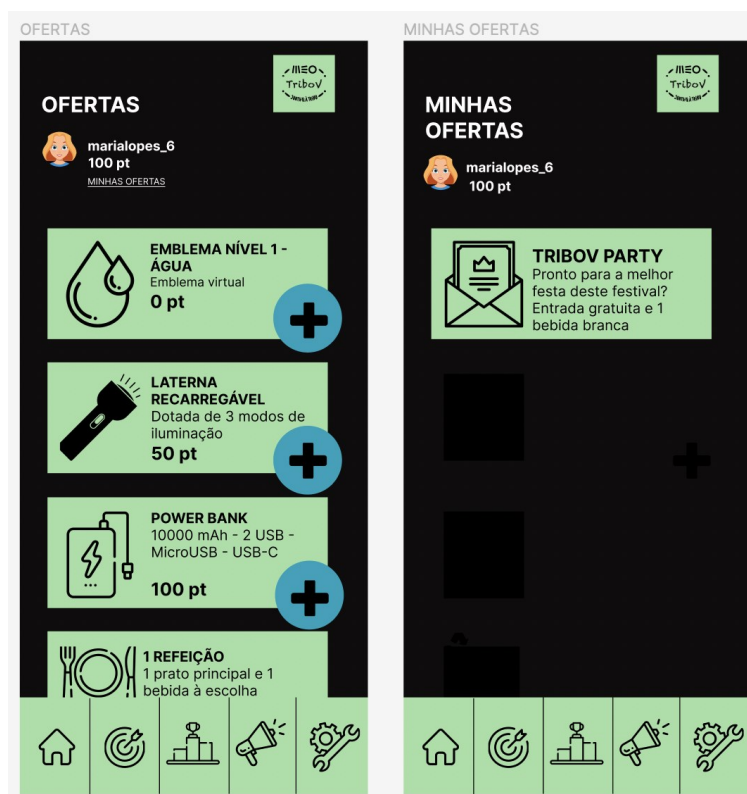 OFERTAS
MEO
TriboV
OFERTAS
marialopes_6
100 pt
MINHAS OFERTAS
EMBLEMA NÍVEL 1 -
ÁGUA
Emblema virtual
0 pt
LATERNA
RECARREGÁVEL
Dotada de 3 modos de
iluminação
50 pt
POWER BANK
10000 mAh - 2 USB -
MicroUSB - USB-C
100 pt
1 REFEIÇÃO
1 prato principal e 1
bebida à escolha
MINHAS OFERTAS
MEO
TriboV
MINHAS
OFERTAS
marialopes_6
100 pt
TRIBOV PARTY
Pronto para a melhor
festa deste festival?
Entrada gratuita e 1
bebida branca